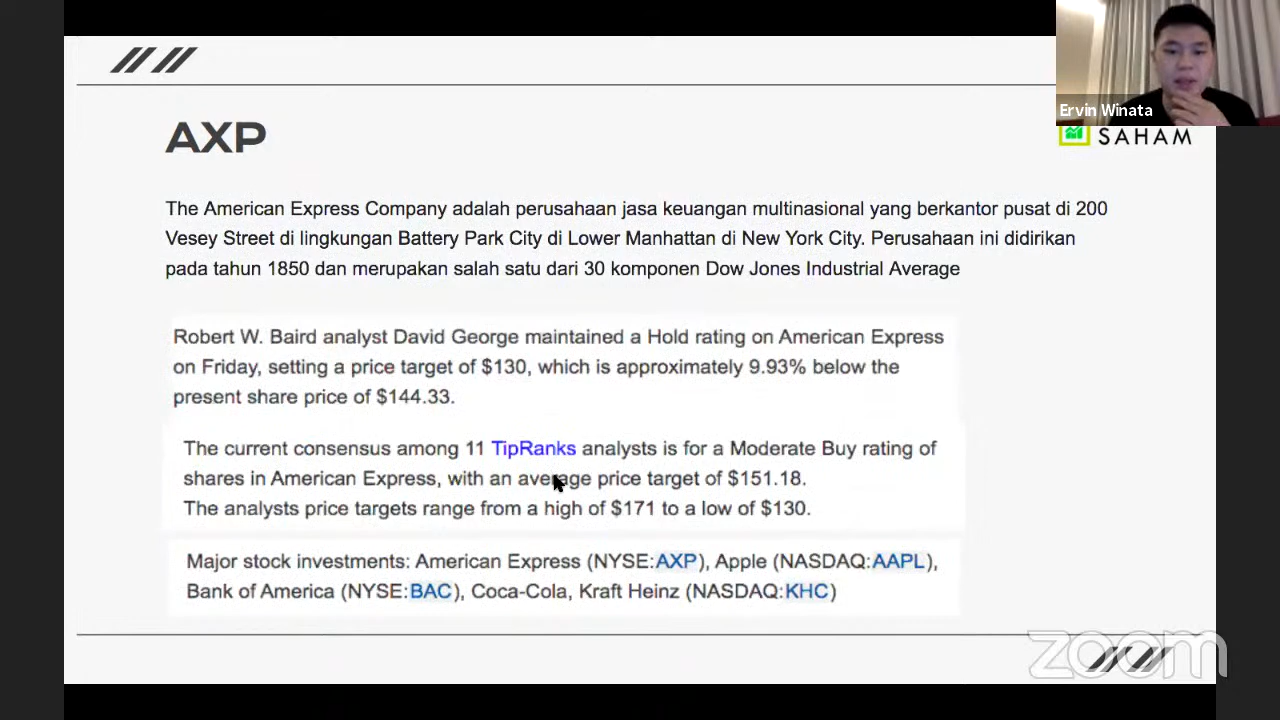 Ervin Winata
SAHAM
AXP
The American Express Company adalah perusahaan jasa keuangan multinasional yang berkantor pusat di 200
Vesey Street di lingkungan Battery Park City di Lower Manhattan di New York City. Perusahaan ini didirikan
pada tahun 1850 dan merupakan salah satu dari 30 komponen Dow Jones Industrial Average
Robert W. Baird analyst David George maintained a Hold rating on American Express
on Friday, setting a price target of $130, which is approximately 9.93% below the
present share price of $144.33.
The current consensus among 11 TipRanks analysts is for a Moderate Buy rating of
shares in American Express, with an average price target of $151.18.
The analysts price targets range from a high of $171 to a low of $130.
Major stock investments: American Express (NYSE:AXP), Apple (NASDAQ:AAPL),
Bank of America (NYSE:BAC), Coca-Cola, Kraft Heinz (NASDAQ:KHC)
zoom